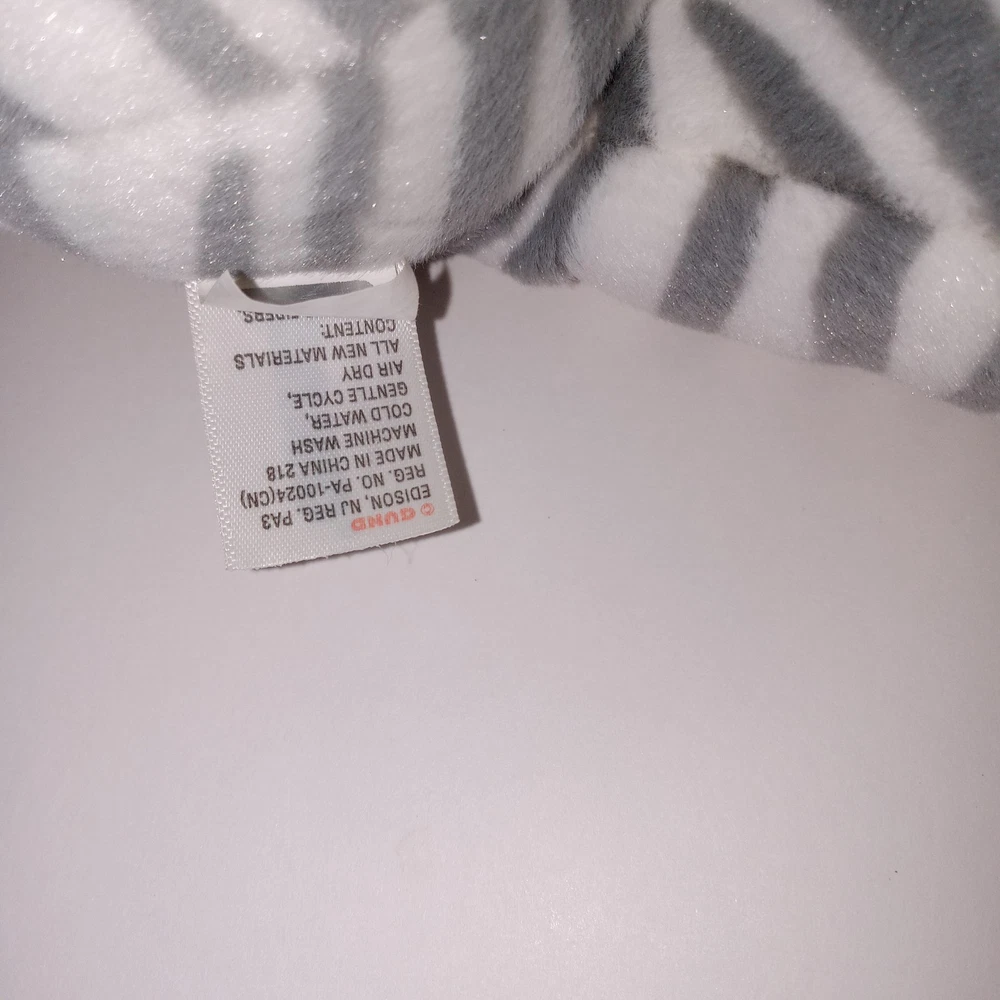 © GUND
EDISON, NJ REG. PA3
REG. NO. PA-10024(CN)
MADE IN CHINA 218
MACHINE WASH
COLD WATER,
GENTLE CYCLE,
AIR DRY
ALL NEW MATERIALS
CONTENT: